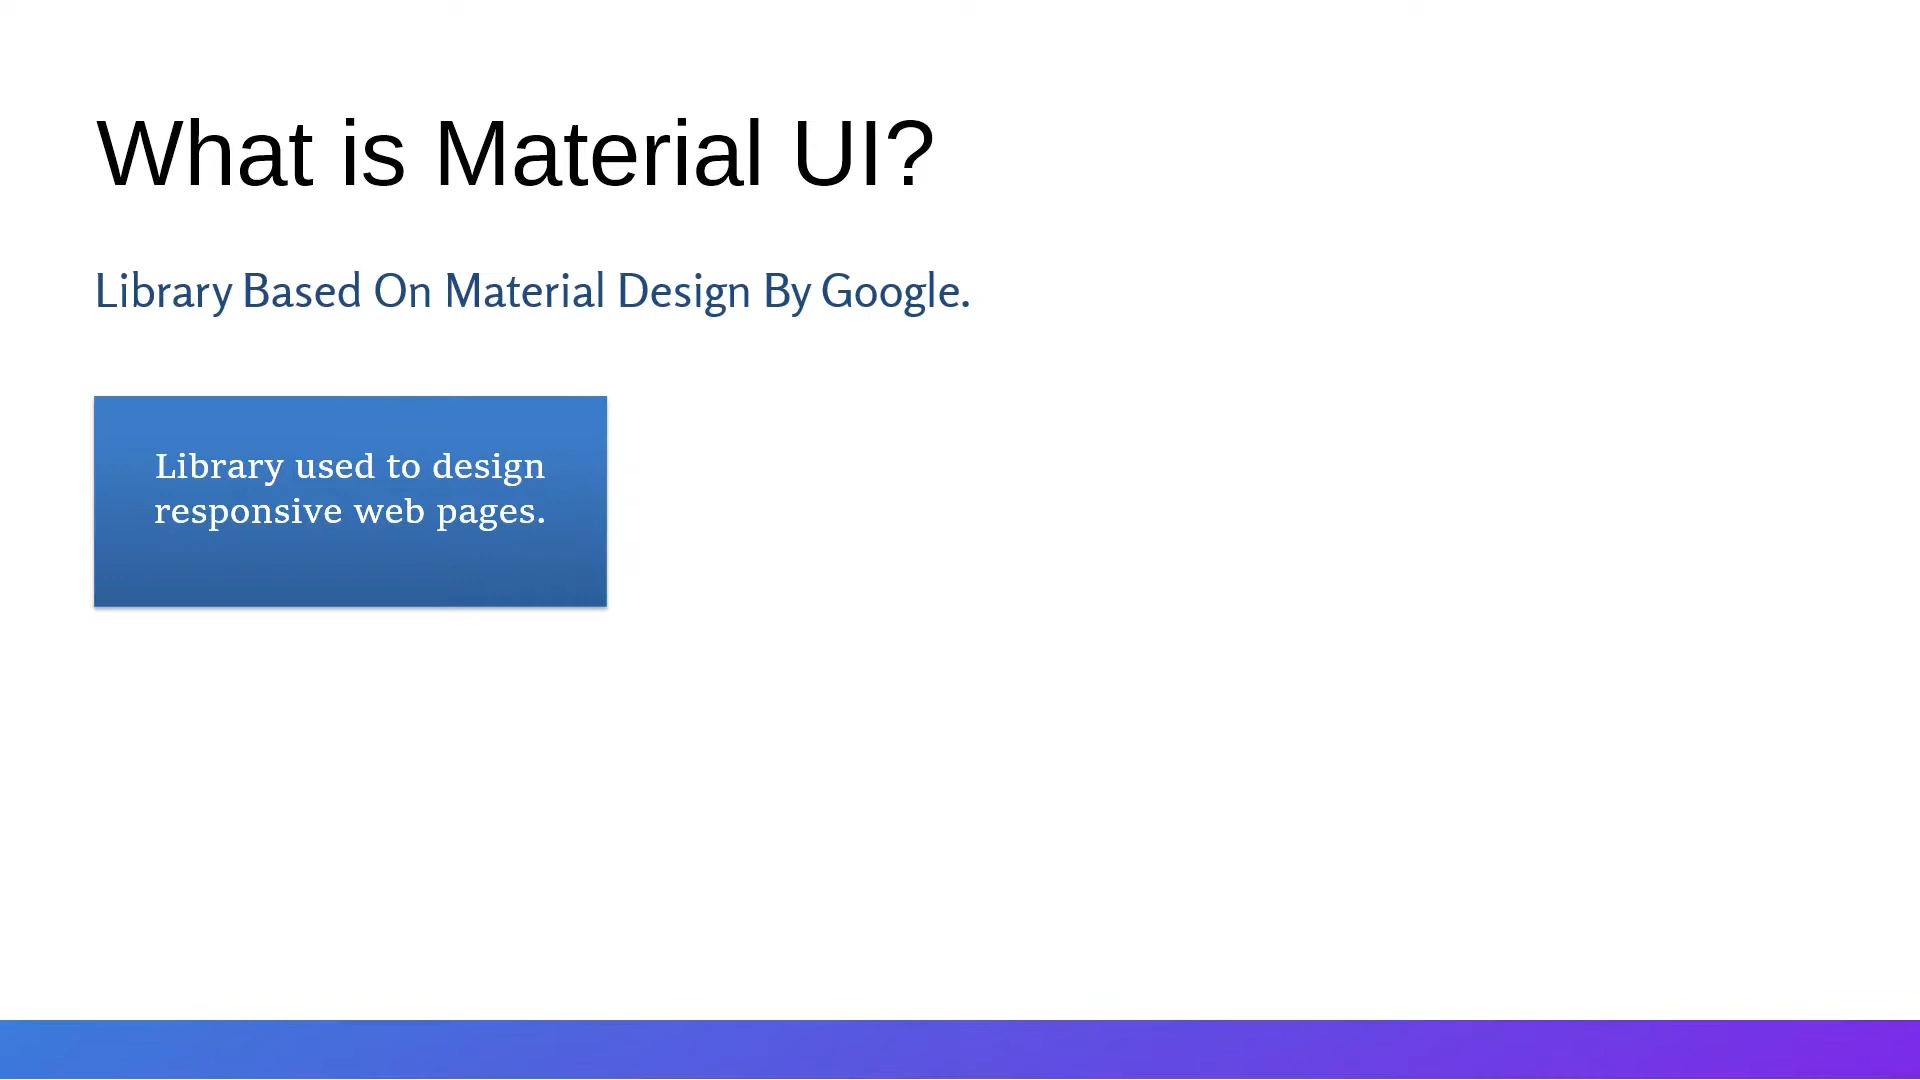 What is Material UI?
Library Based On Material Design By Google.
Library used to design
responsive web pages.